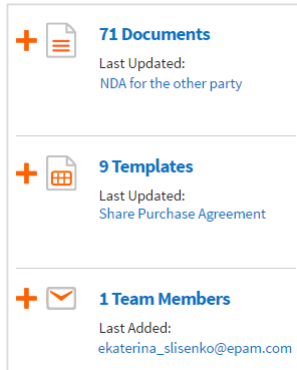 71 Documents
Last Updated:
NDA for the other party
9 Templates
Last Updated:
Share Purchase Agreement
1 Team Members
Last Added:
ekaterina_slisenko@epam.com